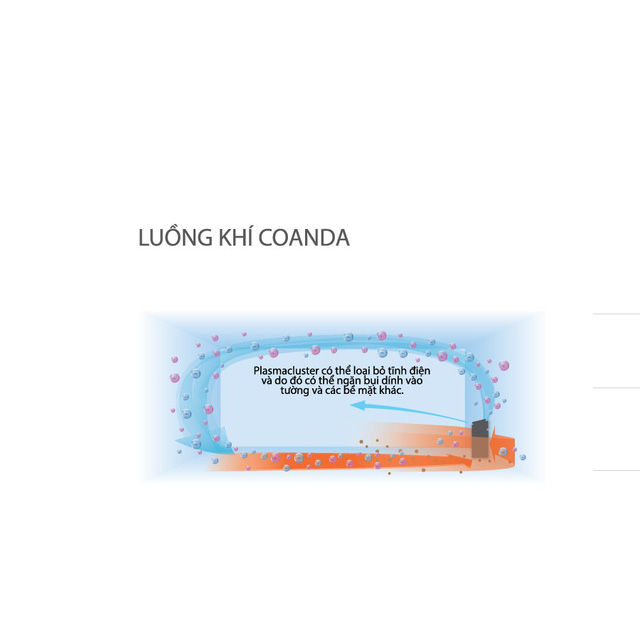 LUỒNG KHÍ COANDA
Plasmacluster có thể loại bỏ tĩnh điện
và do đó có thể ngăn bụi dính vào
tường và các bề mặt khác.